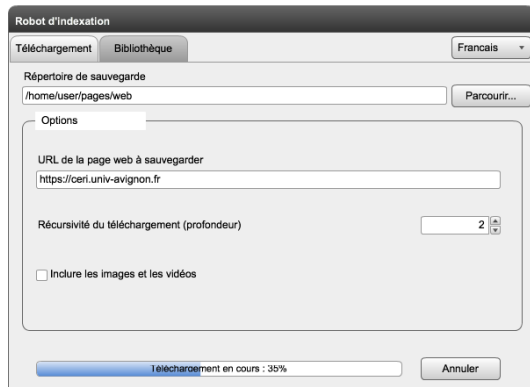 Robot d'indexation
Téléchargement Bibliothèque Francais
Répertoire de sauvegarde
/home/user/pages/web Parcourir...
Options
URL de la page web à sauvegarder
https://ceri.univ-avignon.fr
Récursivité du téléchargement (profondeur) 2
Inclure les images et les vidéos
Téléchargement en cours : 35% Annuler